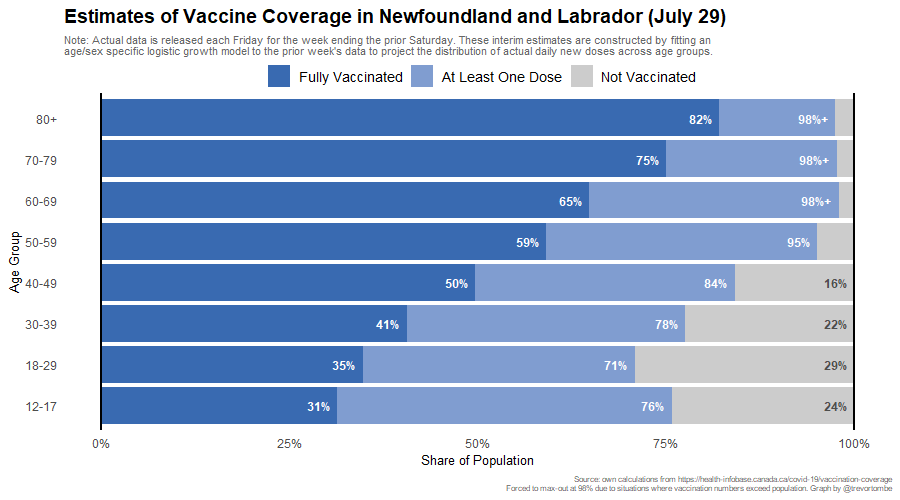 Estimates of Vaccine Coverage in Newfoundland and Labrador (July 29)
Note: Actual data is released each Friday for the week ending the prior Saturday. These interim estimates are constructed by fitting an
age/sex specific logistic growth model to the prior week's data to project the distribution of actual daily new doses across age groups.
Fully Vaccinated At Least One Dose Not Vaccinated
80+ 82% 98%+
70-79 75% 98%+
60-69 65% 98%+
50-59 59% 95%
Age Group
40-49 50% 84% 16%
30-39 41% 78% 22%
18-29 35% 71% 29%
12-17 31% 76% 24%
0% 25% 50% 75% 100%
Share of Population
Source: own calculations from https://health-infobase.canada.ca/covid-19/vaccination-coverage
Forced to max-out at 98% due to situations where vaccination numbers exceed population. Graph by @trevortombe